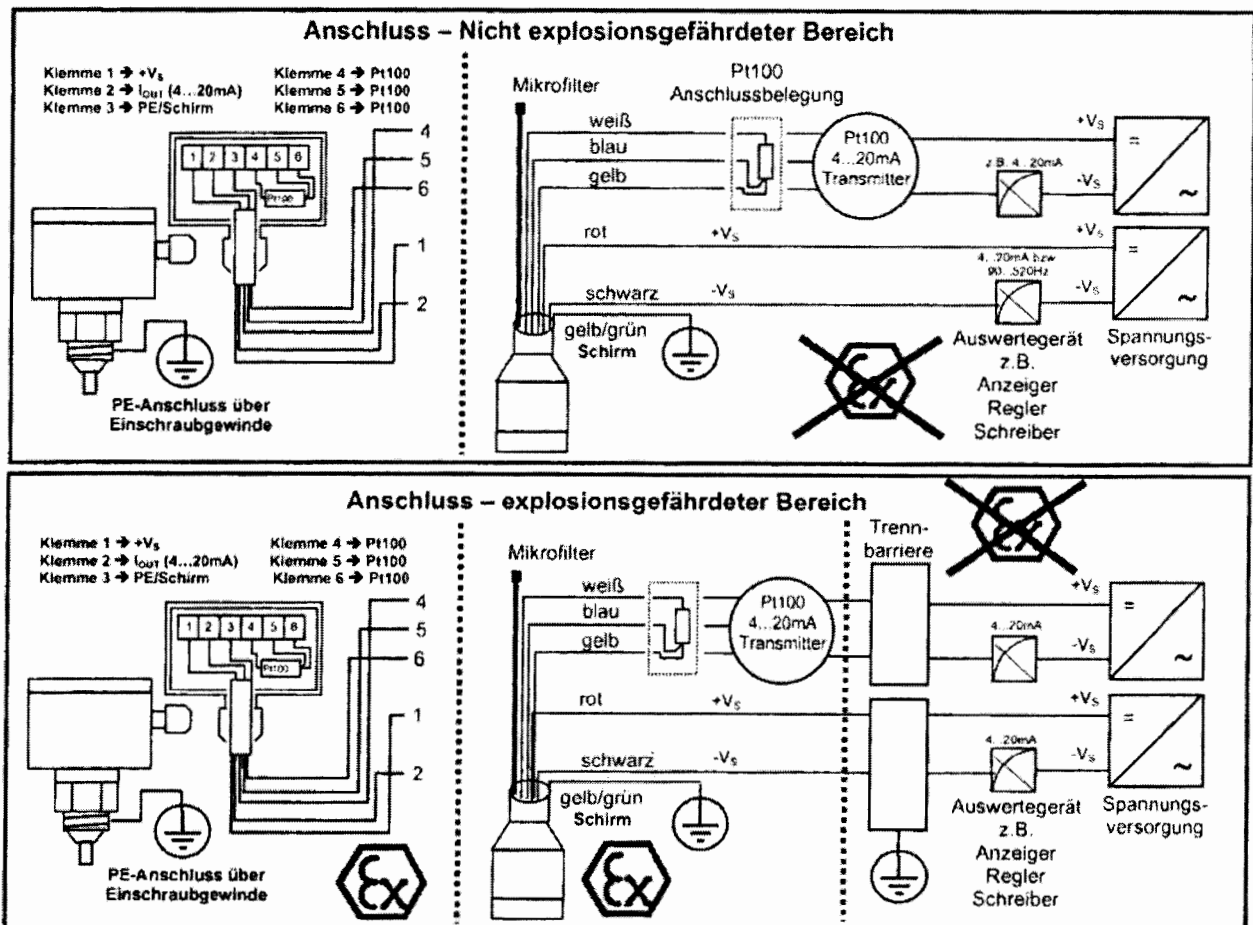 Anschluss – Nicht explosionsgefährdeter Bereich
Klemme 1 ➔ +VS
Klemme 2 ➔ IOUT (4...20mA)
Klemme 3 ➔ PE/Schirm
Klemme 4 ➔ Pt100
Klemme 5 ➔ Pt100
Klemme 6 ➔ Pt100
1 2 3 4 5 6
Pt100
4
5
6
1
2
PE-Anschluss über
Einschraubgewinde
Mikrofilter
Pt100
Anschlussbelegung
weiß
blau
gelb
Pt100
4...20mA
Transmitter
z.B. 4...20mA
+VS
-VS
=
~
rot
+VS
+VS
4...20mA bzw
90...520Hz
schwarz
-VS
-VS
=
~
gelb/grün
Schirm
Ex
Auswertegerät
z.B.
Anzeiger
Regler
Schreiber
Spannungs-
versorgung
Anschluss – explosionsgefährdeter Bereich
Klemme 1 ➔ +VS
Klemme 2 ➔ IOUT (4...20mA)
Klemme 3 ➔ PE/Schirm
Klemme 4 ➔ Pt100
Klemme 5 ➔ Pt100
Klemme 6 ➔ Pt100
1 2 3 4 5 6
Pt100
4
5
6
1
2
PE-Anschluss über
Einschraubgewinde
Ex
Mikrofilter
weiß
blau
gelb
Pt100
4...20mA
Transmitter
Trenn-
barriere
Ex
+VS
4...20mA
-VS
=
~
rot
+VS
+VS
4...20mA
schwarz
-VS
-VS
=
~
gelb/grün
Schirm
Ex
Auswertegerät
z.B.
Anzeiger
Regler
Schreiber
Spannungs-
versorgung